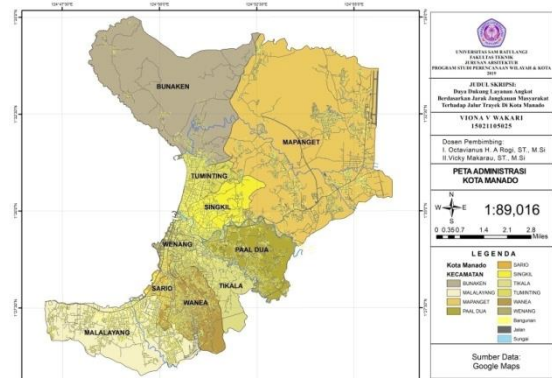 BUNAKEN
MAPANGET
TUMINTING
SINGKIL
WENANG
PAAL DUA
TIKALA
SARIO
WANEA
MALALAYANG
UNIVERSITAS SAM RATULANGI
FAKULTAS TEKNIK
JURUSAN ARSITEKTUR
PROGRAM STUDI PERENCANAAN WILAYAH & KOTA
2019
JUDUL SKRIPSI:
Daya Dukung Layanan Angkot
Berdasarkan Jarak Jangkauan Masyarakat
Terhadap Jalur Trayek Di Kota Manado
VIONA V WAKARI
15021105025
Dosen Pembimbing:
I. Octavianus H. A Rogi, ST., M.Si
II. Vicky Makarau, ST., M.Si
PETA ADMINISTRASI
KOTA MANADO
N
W E
S
1:89,016
0 0.35 0.7 1.4 2.1 2.8
Miles
LEGENDA
Kota Manado
KECAMATAN
BUNAKEN
MALALAYANG
MAPANGET
PAAL DUA
SARIO
SINGKIL
TIKALA
TUMINTING
WANEA
WENANG
Bangunan
Jalan
Sungai
Sumber Data:
Google Maps